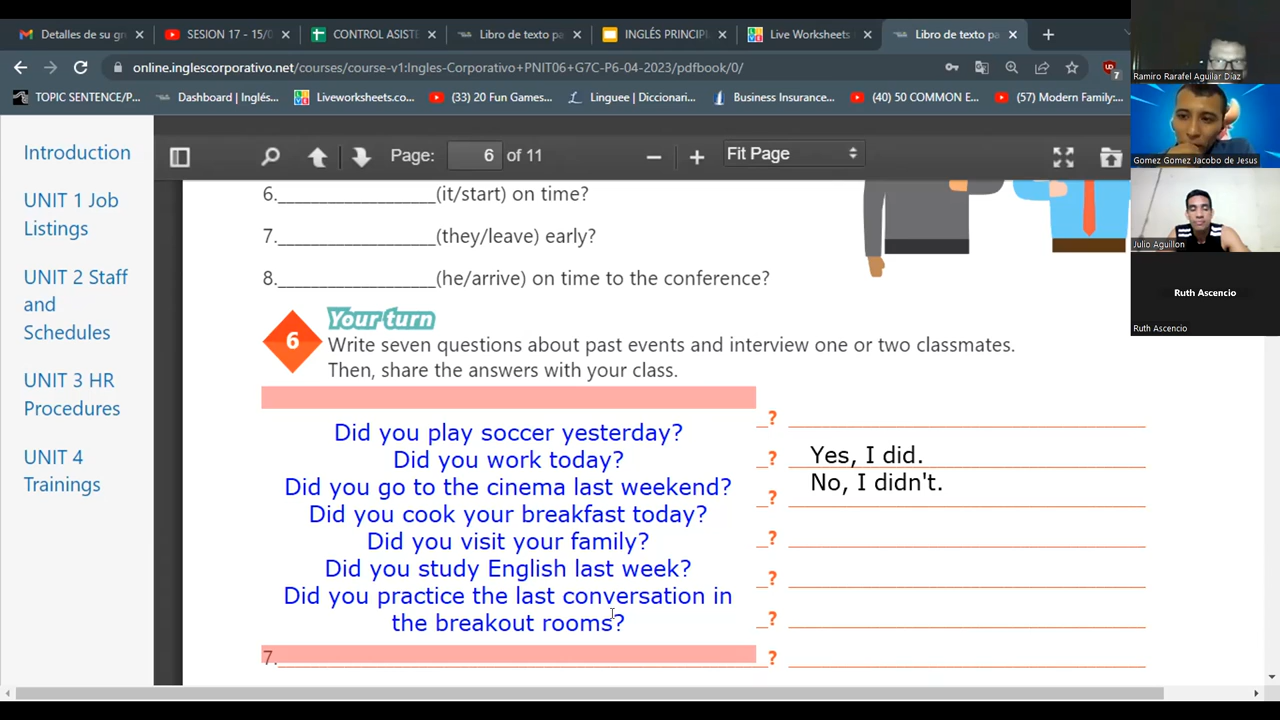 Detalles de su gr
SESION 17 - 15/0
CONTROL ASISTE
Libro de texto pa
INGLÉS PRINCIPI
Live Worksheets
Libro de texto pa
online.inglescorporativo.net/courses/course-v1:Ingles-Corporativo+PNIT06+G7C-P6-04-2023/pdfbook/0/
7
TOPIC SENTENCE/P...
Dashboard | Inglés...
Liveworksheets.co...
(33) 20 Fun Games...
Linguee | Diccionari...
Business Insurance...
(40) 50 COMMON E...
(57) Modern Family:...
Ramiro Rarafel Aguilar Díaz
Gomez Gomez Jacobo de Jesus
Julio Aguillon
Ruth Ascencio
Ruth Ascencio
Introduction
UNIT 1 Job
Listings
UNIT 2 Staff
and
Schedules
UNIT 3 HR
Procedures
UNIT 4
Trainings
Page: 6 of 11
Fit Page
6.__________________(it/start) on time?
7.__________________(they/leave) early?
8.__________________(he/arrive) on time to the conference?
6
Your turn
Write seven questions about past events and interview one or two classmates.
Then, share the answers with your class.
Did you play soccer yesterday?
Did you work today?
Did you go to the cinema last weekend?
Did you cook your breakfast today?
Did you visit your family?
Did you study English last week?
Did you practice the last conversation in
the breakout rooms?
_?
_? Yes, I did.
_? No, I didn't.
_?
_?
_?
7. ?